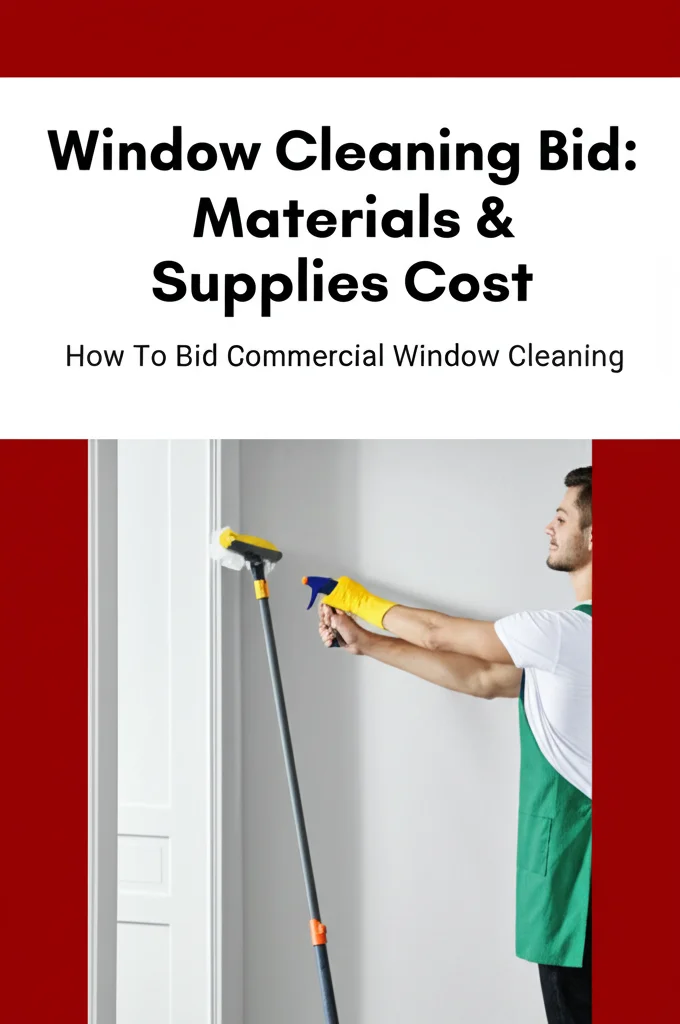 Window Cleaning Bid:
Materials &
Supplies Cost
How To Bid Commercial Window Cleaning